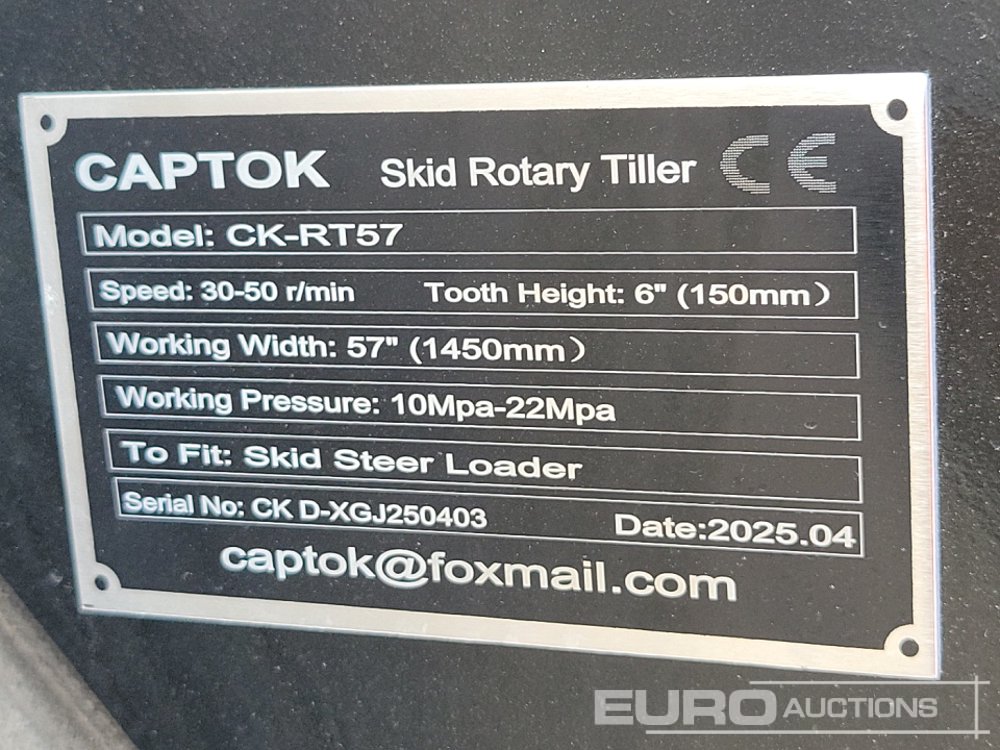 CAPTOK Skid Rotary Tiller CE
Model: CK-RT57
Speed: 30-50 r/min Tooth Height: 6" (150mm）
Working Width: 57" (1450mm）
Working Pressure: 10Mpa-22Mpa
To Fit: Skid Steer Loader
Serial No: CK D-XGJ250403 Date:2025.04
captok@foxmail.com
EURO AUCTIONS